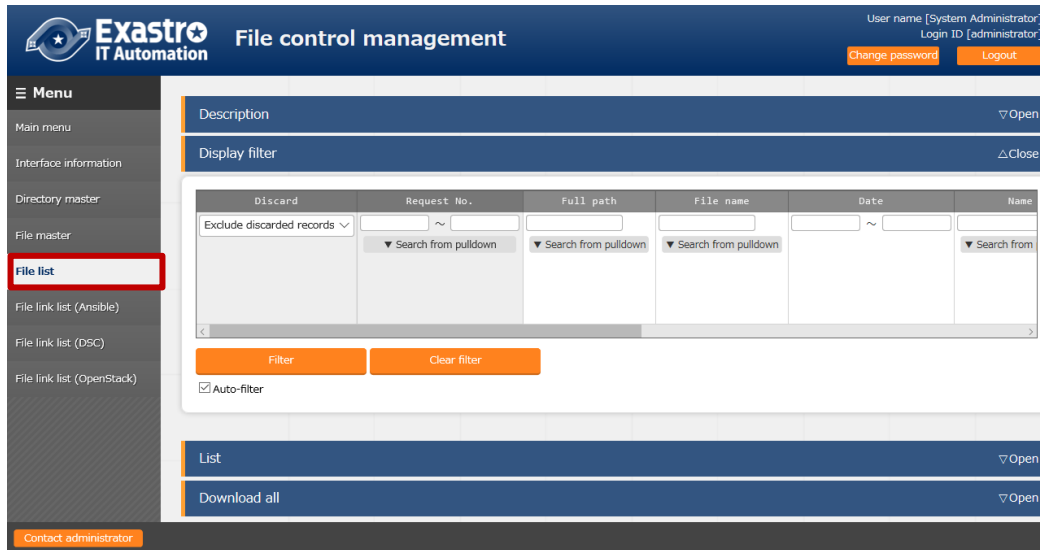 Exastro
IT Automation
File control management
User name [System Administrator]
Login ID [administrator]
Change password
Logout
☰ Menu
Main menu
Interface information
Directory master
File master
File list
File link list (Ansible)
File link list (DSC)
File link list (OpenStack)
Description
▽Open
Display filter
△Close
Discard Request No. Full path File name Date Name
Exclude discarded records ~ ~
▼ Search from pulldown ▼ Search from pulldown ▼ Search from pulldown ▼ Search from
Filter Clear filter
Auto-filter
List
▽Open
Download all
▽Open
Contact administrator